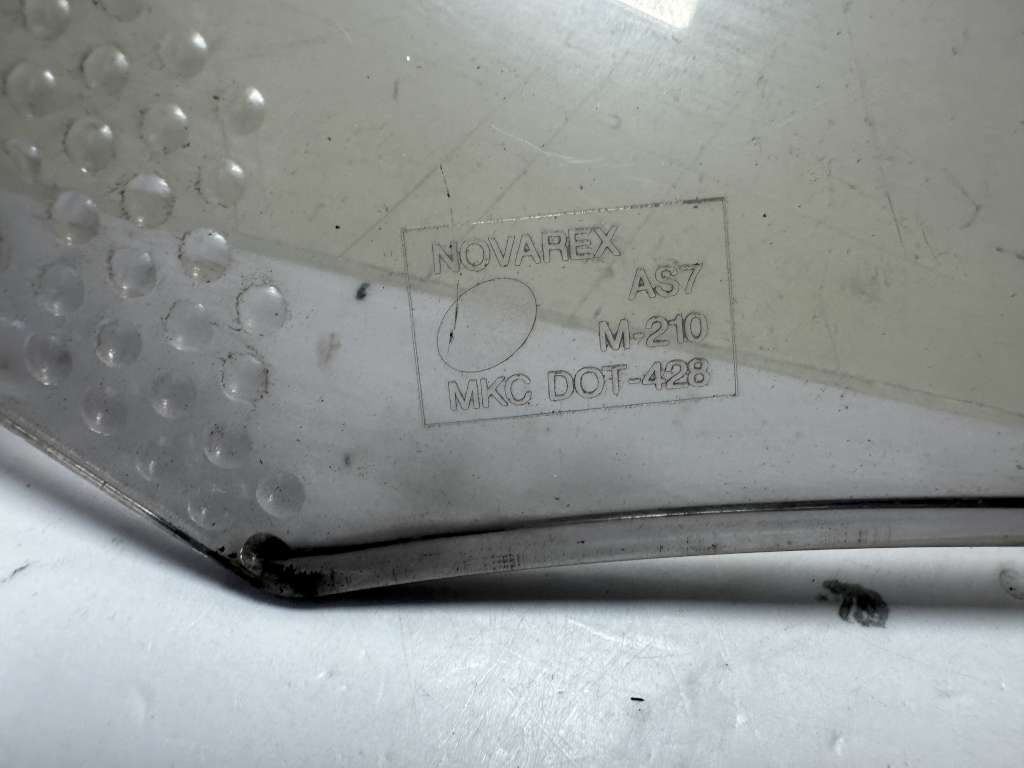 NOVAREX
AS7
M-210
MKC DOT-428